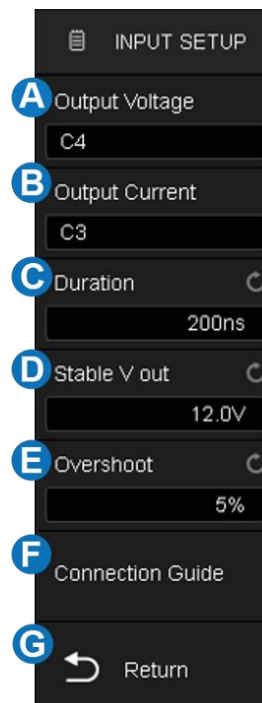 INPUT SETUP
A Output Voltage
C4
B Output Current
C3
C Duration
200ns
D Stable V out
12.0V
E Overshoot
5%
F Connection Guide
G Return